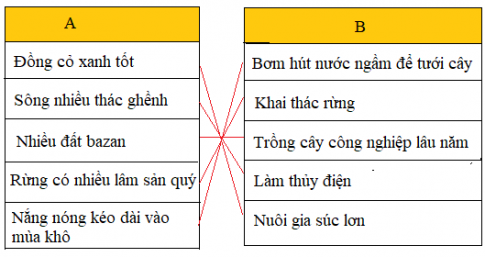 A
Đồng cỏ xanh tốt
Sông nhiều thác ghềnh
Nhiều đất bazan
Rừng có nhiều lâm sản quý
Nắng nóng kéo dài vào
mùa khô
B
Bơm hút nước ngầm để tưới cây
Khai thác rừng
Trồng cây công nghiệp lâu năm
Làm thủy điện
Nuôi gia súc lơn